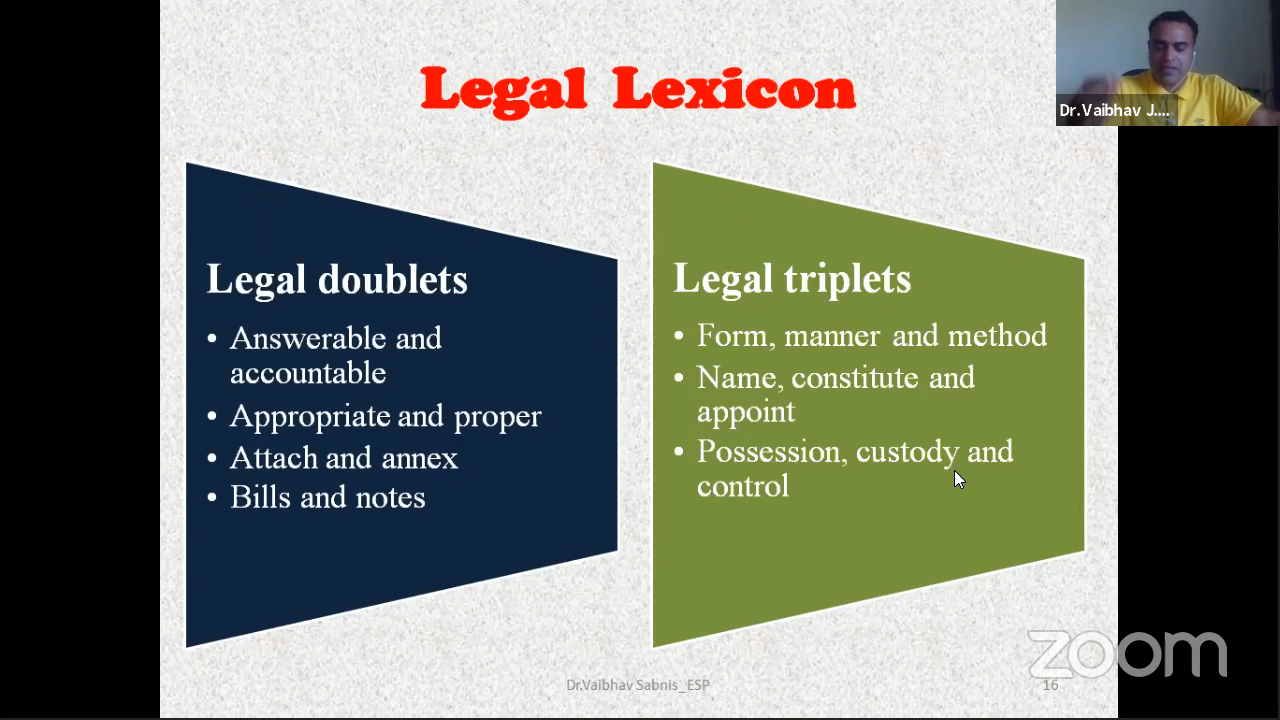 Legal Lexicon
Dr.Vaibhav J....
Legal doublets
• Answerable and
accountable
• Appropriate and proper
• Attach and annex
• Bills and notes
Legal triplets
• Form, manner and method
• Name, constitute and
appoint
• Possession, custody and
control
zoom
Dr.Vaibhav Sabnis_ESP
16